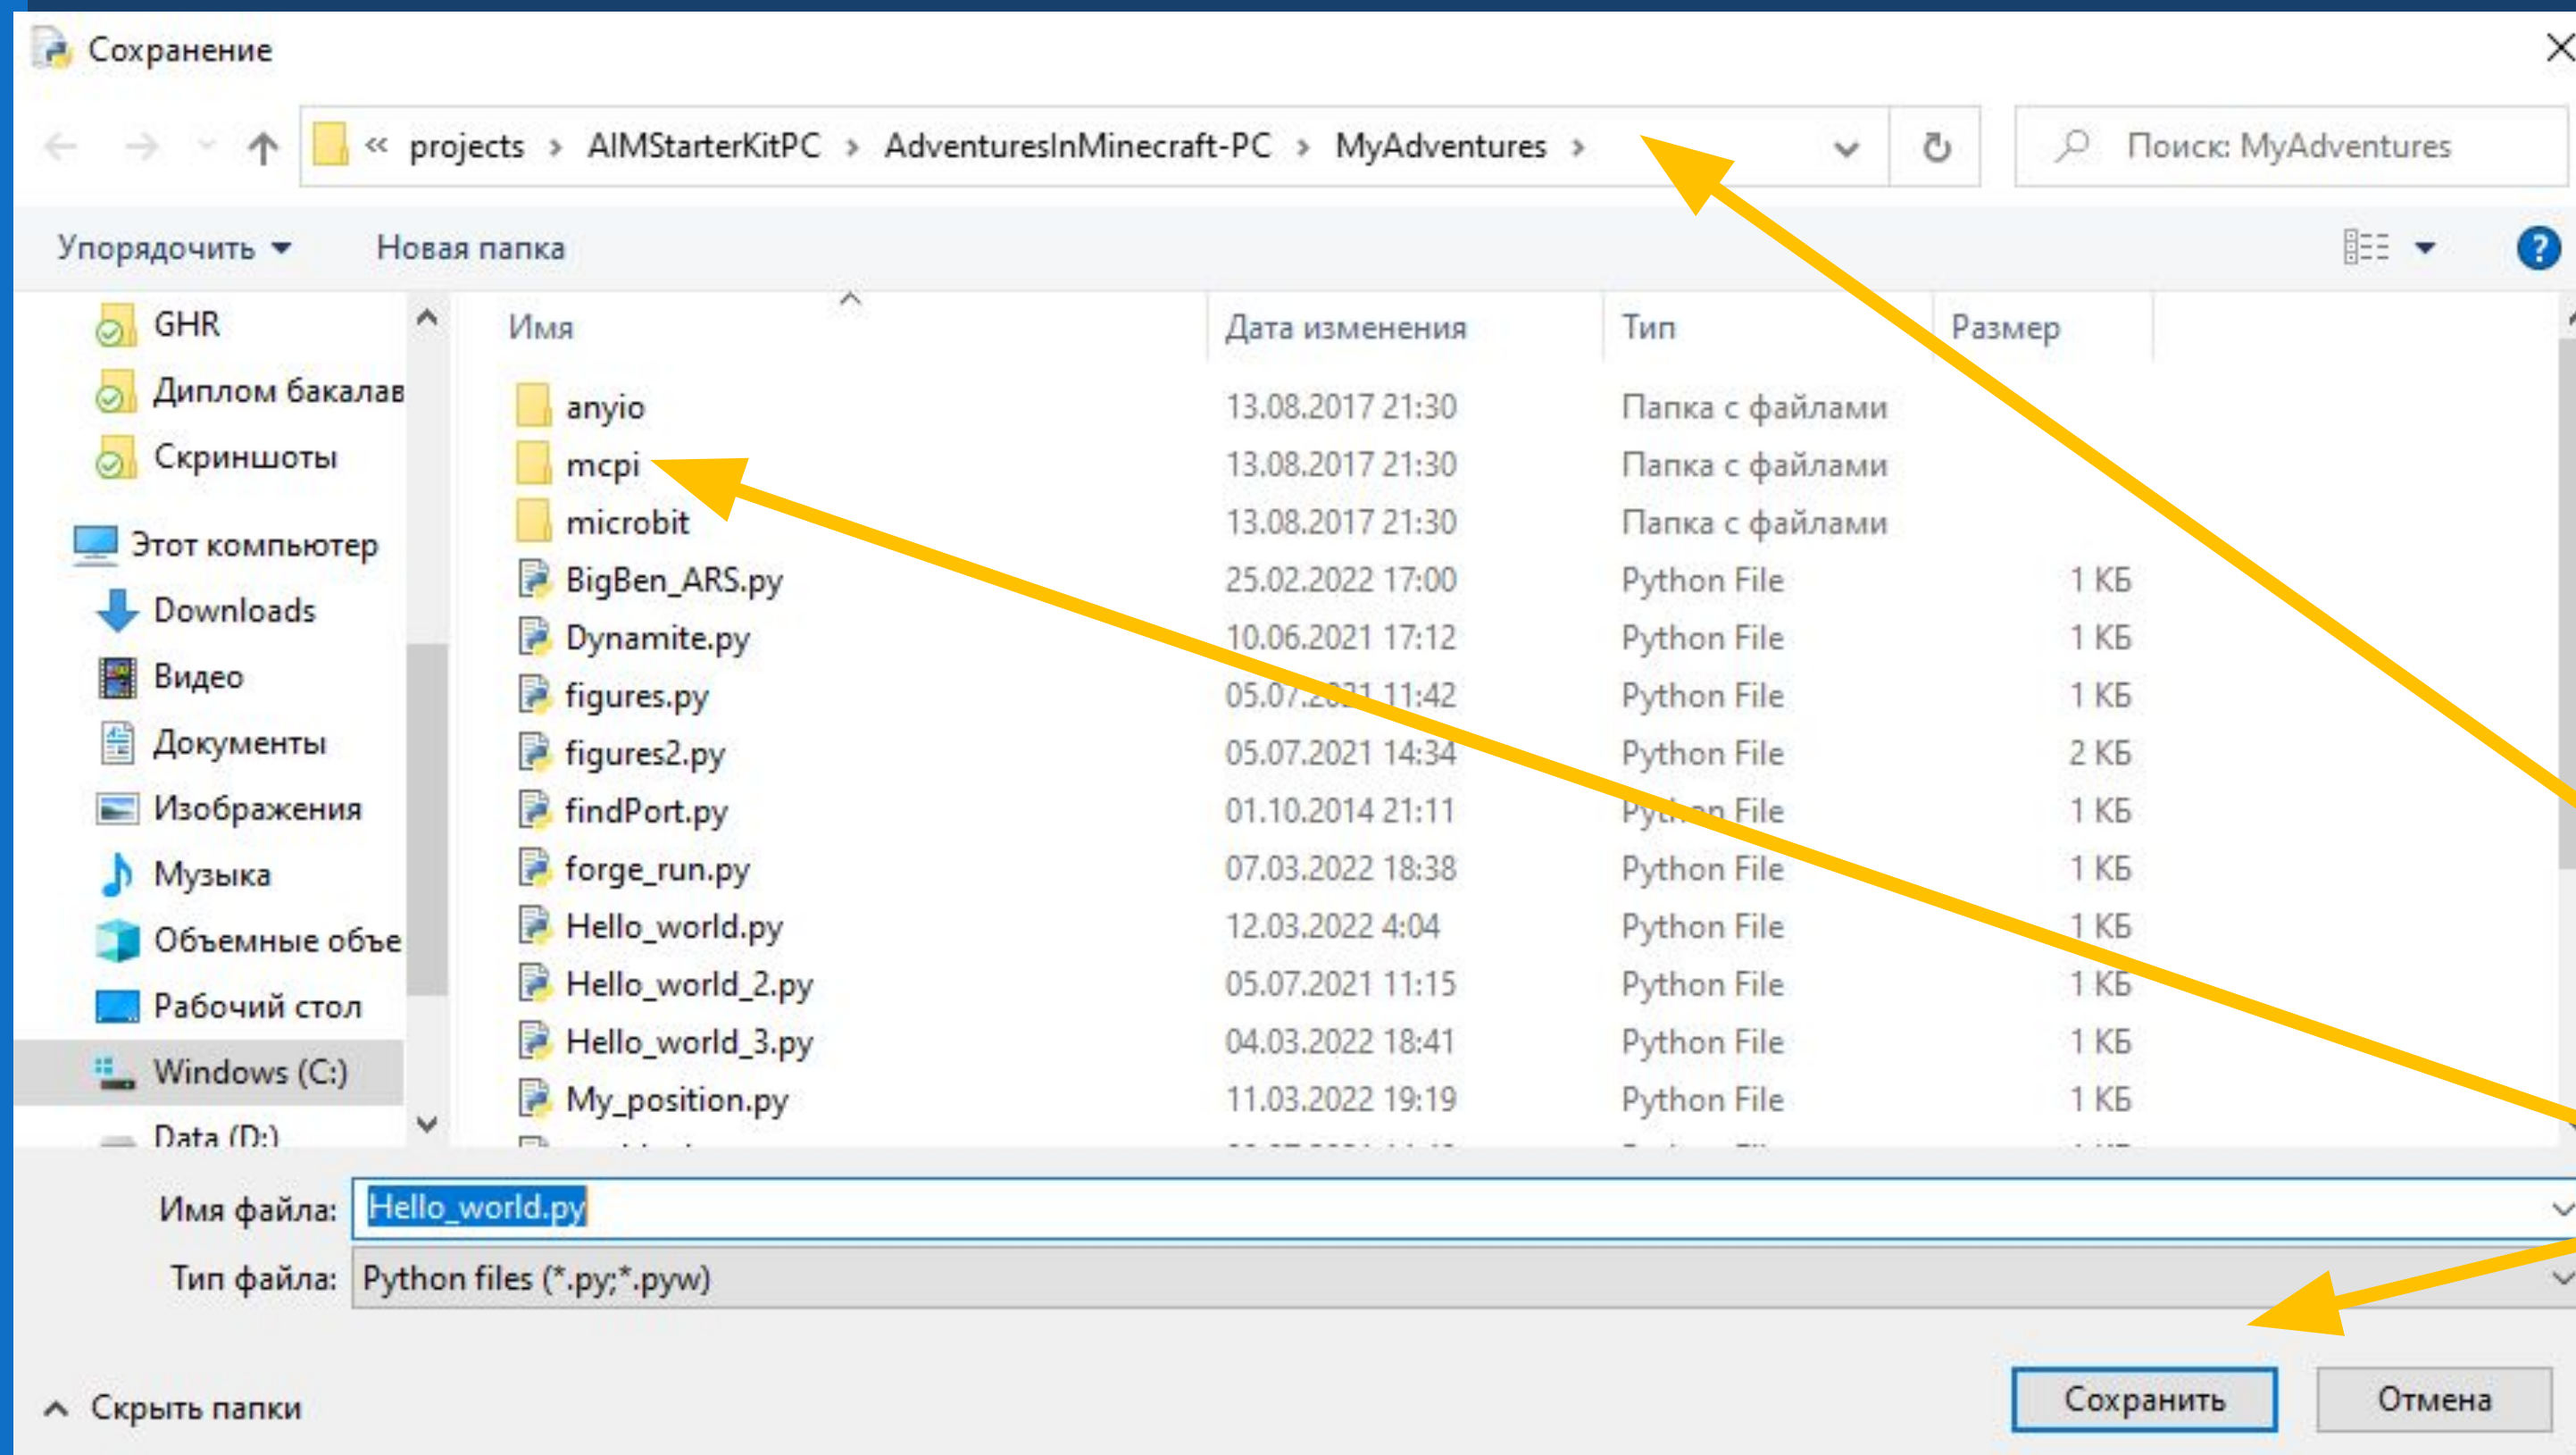 Сохранение
« projects › AIMStarterKitPC › AdventuresInMinecraft-PC › MyAdventures ›
Поиск: MyAdventures
Упорядочить Новая папка
?
GHR
Диплом бакалав
Скриншоты
Этот компьютер
Downloads
Видео
Документы
Изображения
Музыка
Объемные объе
Рабочий стол
Windows (C:)
Data (D:)
Имя Дата изменения Тип Размер
anyio 13.08.2017 21:30 Папка с файлами
mcpi 13.08.2017 21:30 Папка с файлами
microbit 13.08.2017 21:30 Папка с файлами
BigBen_ARS.py 25.02.2022 17:00 Python File 1 КБ
Dynamite.py 10.06.2021 17:12 Python File 1 КБ
figures.py 05.07.2021 11:42 Python File 1 КБ
figures2.py 05.07.2021 14:34 Python File 2 КБ
findPort.py 01.10.2014 21:11 Python File 1 КБ
forge_run.py 07.03.2022 18:38 Python File 1 КБ
Hello_world.py 12.03.2022 4:04 Python File 1 КБ
Hello_world_2.py 05.07.2021 11:15 Python File 1 КБ
Hello_world_3.py 04.03.2022 18:41 Python File 1 КБ
My_position.py 11.03.2022 19:19 Python File 1 КБ
Имя файла: Hello_world.py
Тип файла: Python files (*.py;*.pyw)
Скрыть папки
Сохранить Отмена